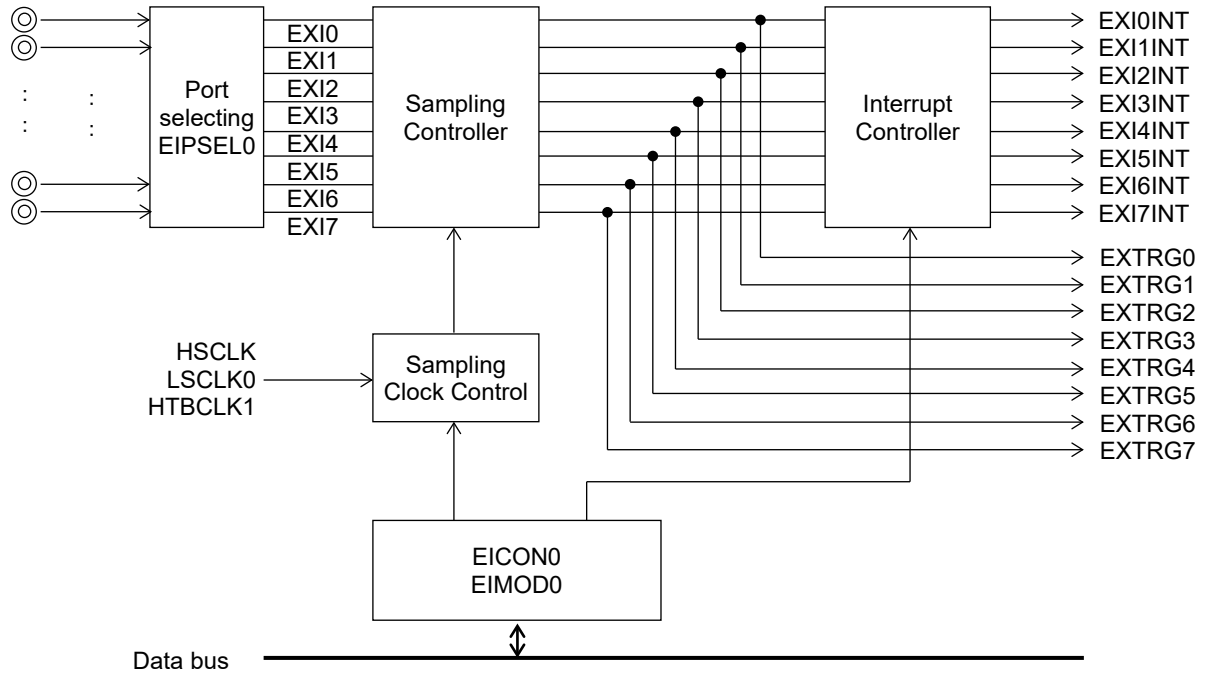 Port
selecting
EIPSEL0
EXI0
EXI1
EXI2
EXI3
EXI4
EXI5
EXI6
EXI7
Sampling
Controller
Interrupt
Controller
EXI0INT
EXI1INT
EXI2INT
EXI3INT
EXI4INT
EXI5INT
EXI6INT
EXI7INT
EXTRG0
EXTRG1
EXTRG2
EXTRG3
EXTRG4
EXTRG5
EXTRG6
EXTRG7
HSCLK
LSCLK0
HTBCLK1
Sampling
Clock Control
EICON0
EIMOD0
Data bus